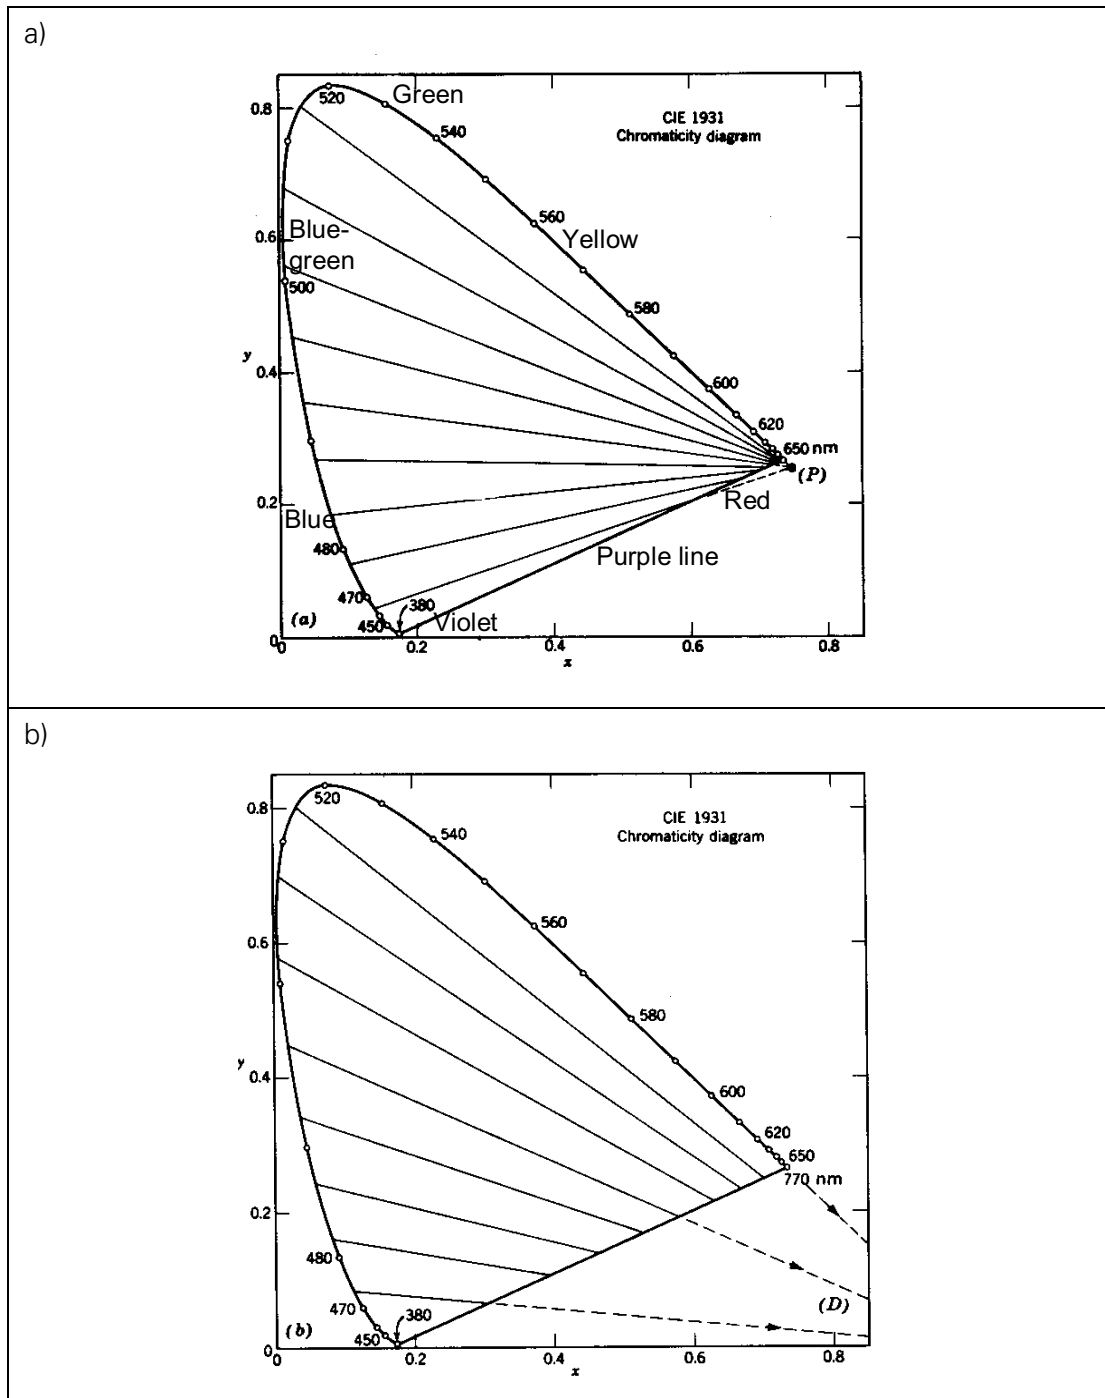 a)
CIE 1931
Chromaticity diagram
520
Green
540
0.8
560
Yellow
Blue-
green
0.6
500
580
y
0.4
600
620
650 nm
(P)
Red
0.2
Blue
480
Purple line
470
380
(a)
450
Violet
0
0
0.2
0.4
0.6
0.8
x
b)
CIE 1931
Chromaticity diagram
520
0.8
540
560
0.6
580
y
0.4
600
620
650
770 nm
0.2
480
(D)
470
380
(b)
450
0
0
0.2
0.4
0.6
0.8
x